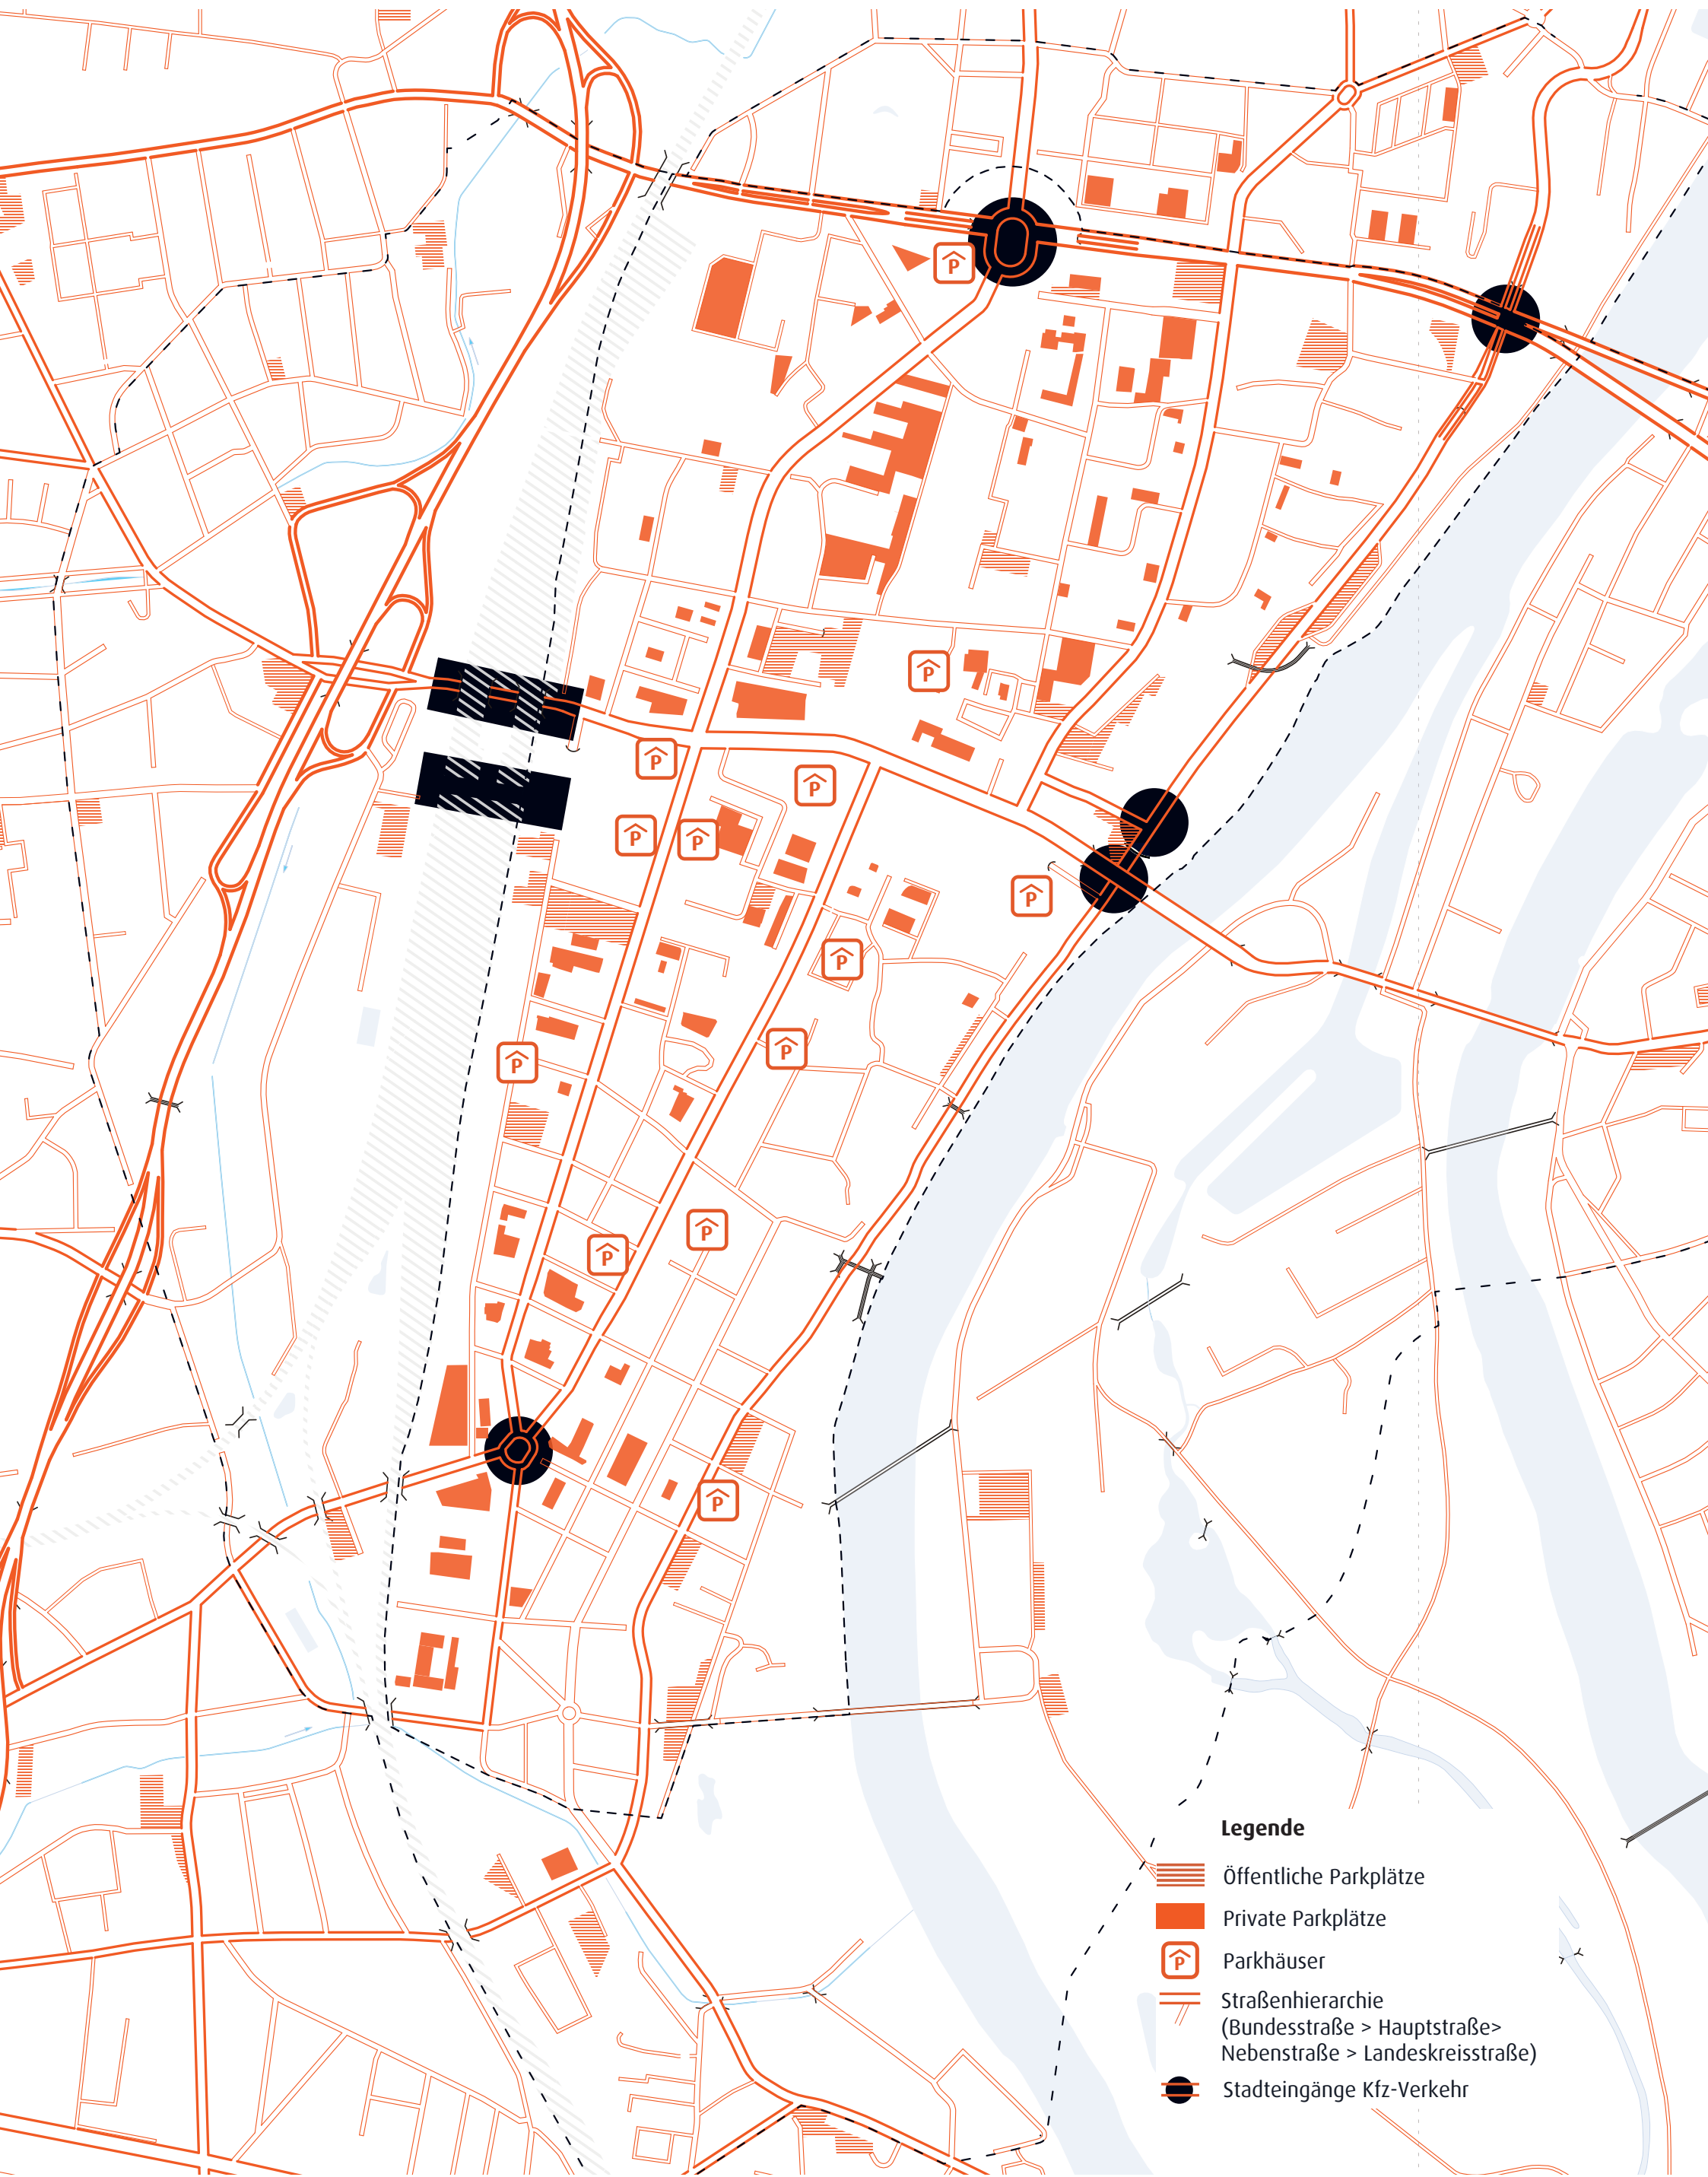 P
P
P
P
P
P
P
P
P
P
P
P
P
Legende
Öffentliche Parkplätze
Private Parkplätze
P
Parkhäuser
Straßenhierarchie
(Bundesstraße > Hauptstraße>
Nebenstraße > Landeskreisstraße)
Stadteingänge Kfz-Verkehr